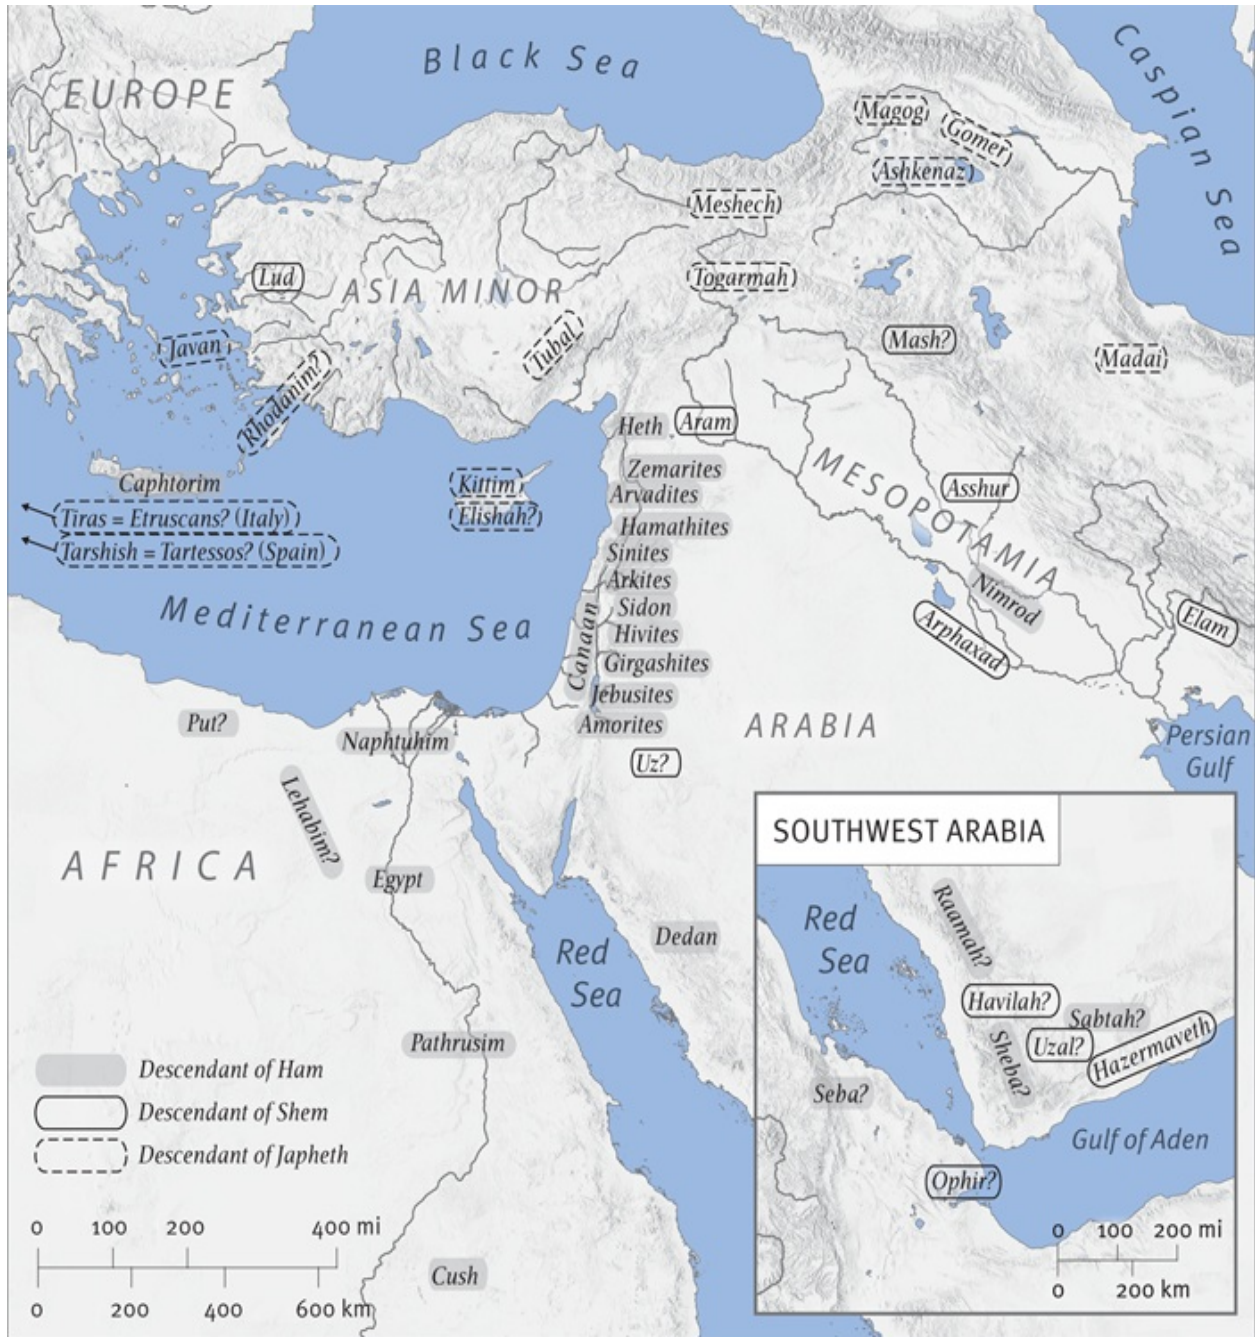 Black Sea
Caspian Sea
EUROPE
Magog
Gomer
Ashkenaz
Meshech
Lud
ASIA MINOR
Togarmah
Javan
Rhodanim?
Tubal
Mash?
Madai
Heth
Aram
Caphtorim
Kittim
Zemarites
MESOPOTAMIA
Asshur
Arvadites
Tiras = Etruscans? (Italy)
Elishah?
Hamathites
Tarshish = Tartessos? (Spain)
Sinites
Arkites
Nimrod
Mediterranean Sea
Canaan
Sidon
Hivites
Arphaxad
Elam
Girgashites
Jebusites
Put?
Naphtuhim
Amorites
ARABIA
Persian
Gulf
Uz?
Lehabim?
AFRICA
Egypt
Red
Sea
Dedan
Pathrusim
Cush
SOUTHWEST ARABIA
Red
Sea
Raamah?
Havilah?
Sabtah?
Uzal?
Hazermaveth
Sheba?
Seba?
Gulf of Aden
Ophir?
0 100 200 mi
0 200 km
Descendant of Ham
Descendant of Shem
Descendant of Japheth
0 100 200 400 mi
0 200 400 600 km